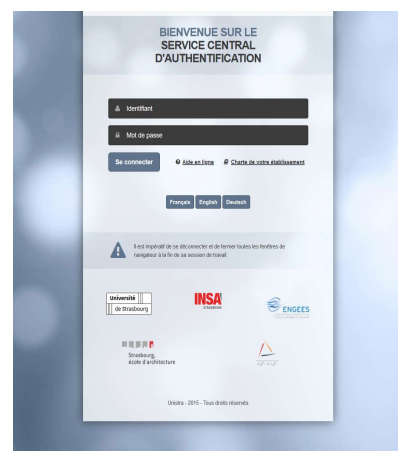 BIENVENUE SUR LE
SERVICE CENTRAL
D'AUTHENTIFICATION
Identifiant
Mot de passe
Se connecter
Aide en ligne
Charte de votre établissement
Français
English
Deutsch
Il est impératif de se déconnecter et de fermer toutes les fenêtres de
navigateur à la fin de sa session de travail.
Université
de Strasbourg
INSA
STRASBOURG
ENGEES
Strasbourg,
école d'architecture
Unistra - 2015 - Tous droits réservés.